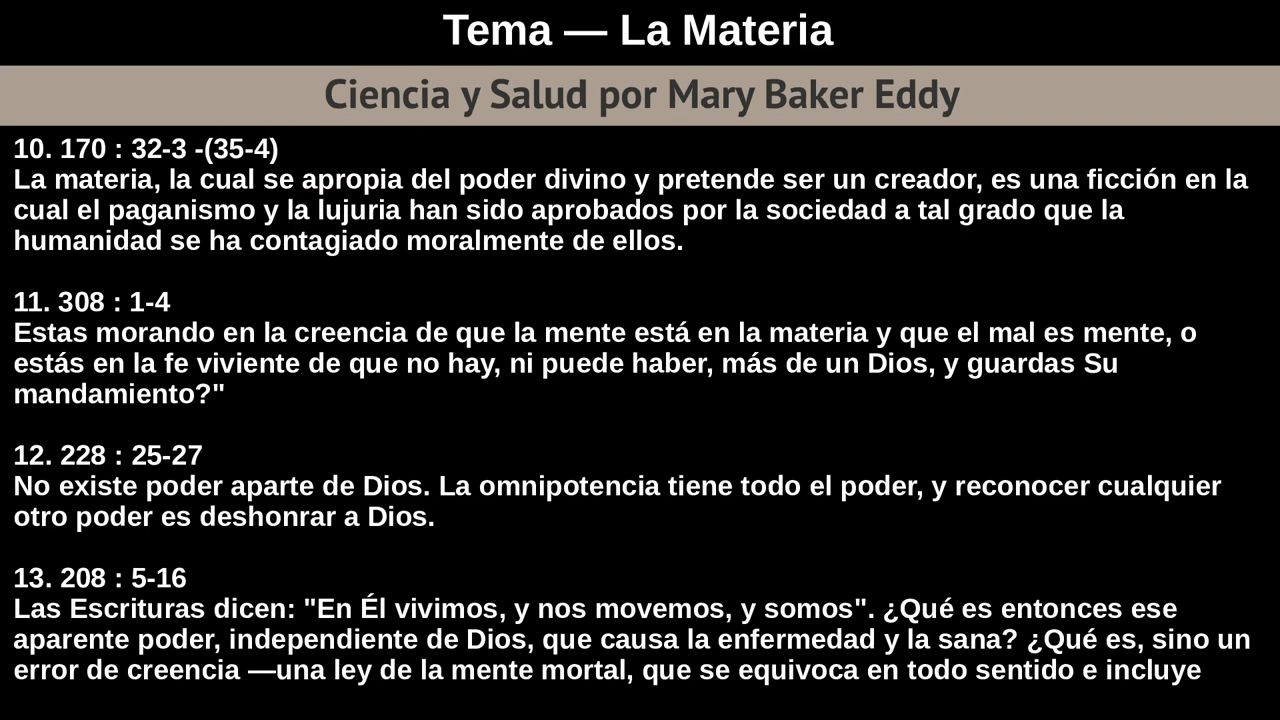 Tema — La Materia
Ciencia y Salud por Mary Baker Eddy
10. 170 : 32-3 -(35-4)
La materia, la cual se apropia del poder divino y pretende ser un creador, es una ficción en la
cual el paganismo y la lujuria han sido aprobados por la sociedad a tal grado que la
humanidad se ha contagiado moralmente de ellos.
11. 308 : 1-4
Estas morando en la creencia de que la mente está en la materia y que el mal es mente, o
estás en la fe viviente de que no hay, ni puede haber, más de un Dios, y guardas Su
mandamiento?"
12. 228 : 25-27
No existe poder aparte de Dios. La omnipotencia tiene todo el poder, y reconocer cualquier
otro poder es deshonrar a Dios.
13. 208 : 5-16
Las Escrituras dicen: "En Él vivimos, y nos movemos, y somos". ¿Qué es entonces ese
aparente poder, independiente de Dios, que causa la enfermedad y la sana? ¿Qué es, sino un
error de creencia —una ley de la mente mortal, que se equivoca en todo sentido e incluye